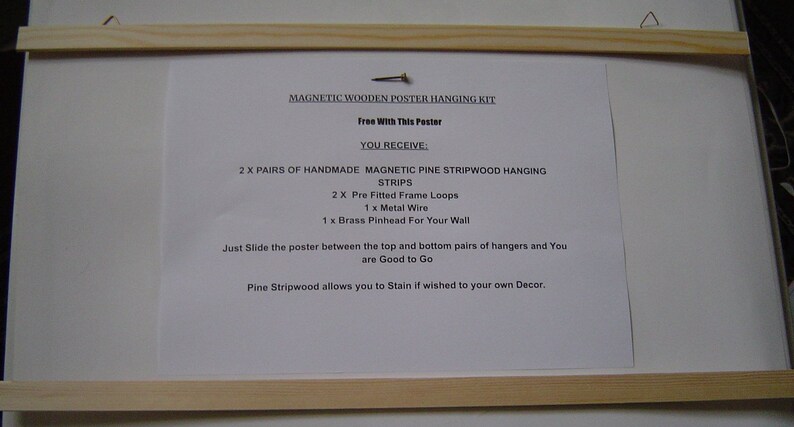 MAGNETIC WOODEN POSTER HANGING KIT
Free With This Poster
YOU RECEIVE:
2 X PAIRS OF HANDMADE MAGNETIC PINE STRIPWOOD HANGING
STRIPS
2 X Pre Fitted Frame Loops
1 x Metal Wire
1 x Brass Pinhead For Your Wall
Just Slide the poster between the top and bottom pairs of hangers and You
are Good to Go
Pine Stripwood allows you to Stain if wished to your own Decor.